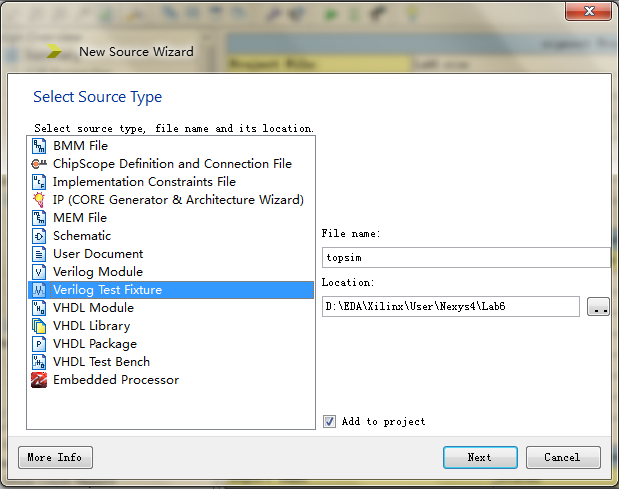 New Source Wizard
Select Source Type
Select source type, file name and its location.
BMM File
ChipScope Definition and Connection File
Implementation Constraints File
IP (CORE Generator & Architecture Wizard)
MEM File
Schematic
User Document
Verilog Module
Verilog Test Fixture
VHDL Module
VHDL Library
VHDL Package
VHDL Test Bench
Embedded Processor
File name:
topsim
Location:
D:\EDA\Xilinx\User\Nexys4\Lab6
..
Add to project
More Info
Next
Cancel